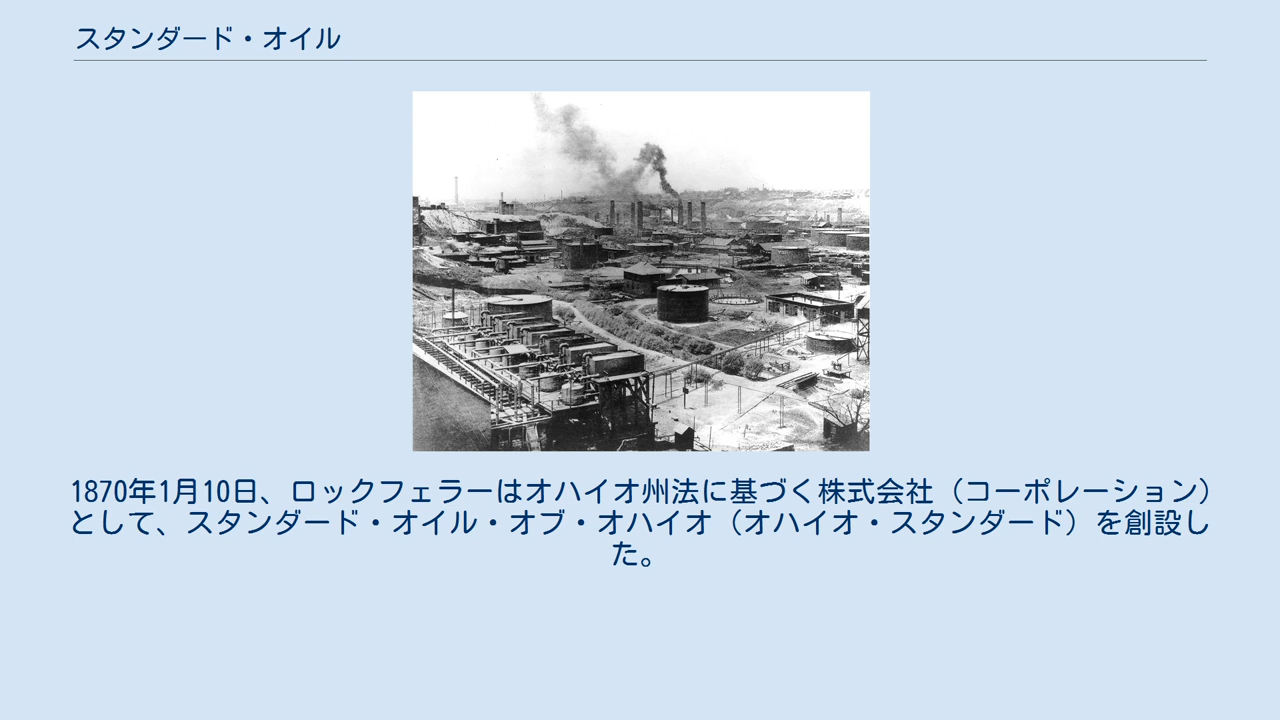 スタンダード・オイル
1870年1月10日、ロックフェラーはオハイオ州法に基づく株式会社（コーポレーション）
として、スタンダード・オイル・オブ・オハイオ（オハイオ・スタンダード）を創設し
た。